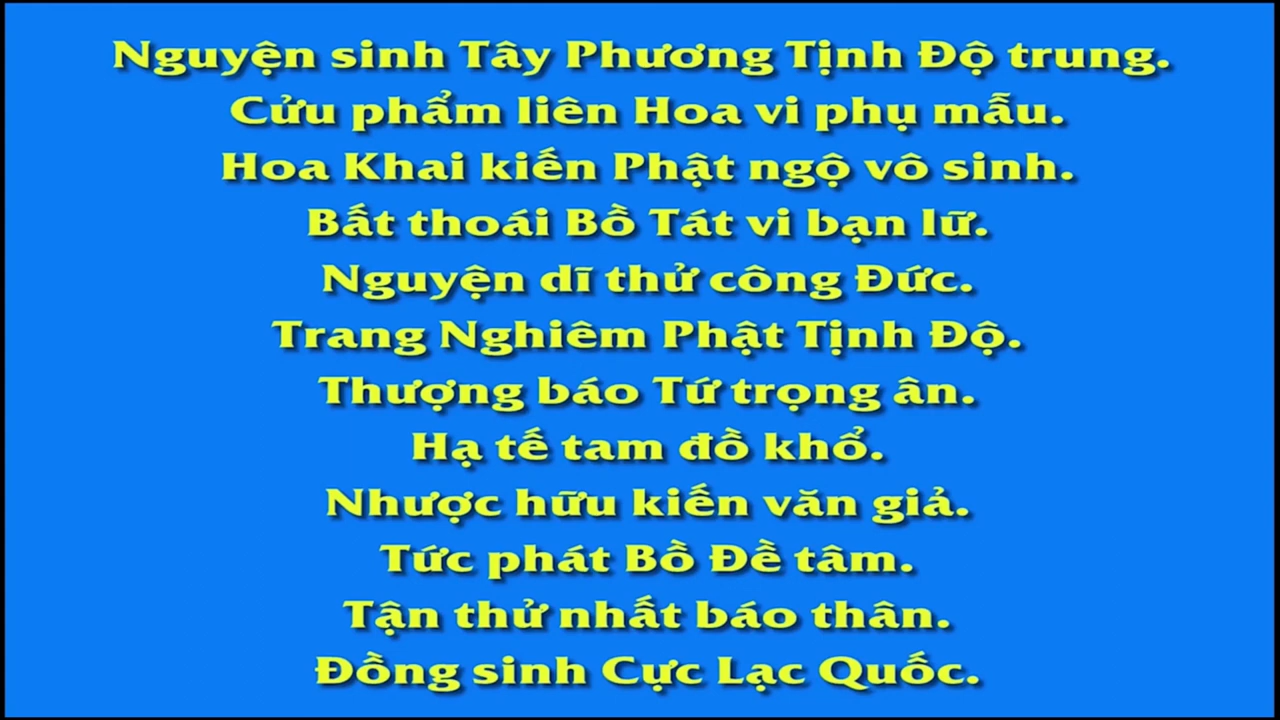 Nguyện sinh Tây Phương Tịnh Độ trung.
Cửu phẩm liên Hoa vi phụ mẫu.
Hoa Khai kiến Phật ngộ vô sinh.
Bất thoái Bồ Tát vi bạn lữ.
Nguyện dĩ thử công Đức.
Trang Nghiêm Phật Tịnh Độ.
Thượng báo Tứ trọng ân.
Hạ tế tam đồ khổ.
Nhược hữu kiến văn giả.
Tức phát Bồ Đề tâm.
Tận thử nhất báo thân.
Đồng sinh Cực Lạc Quốc.